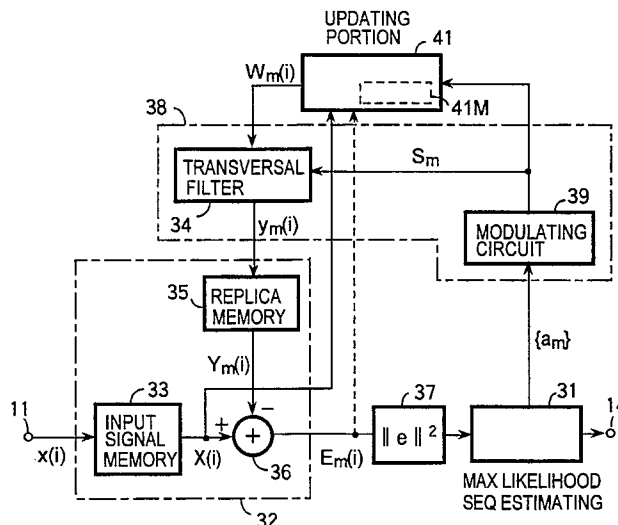 UPDATING
PORTION
41
Wm(i)
41M
38
TRANSVERSAL
FILTER
34
Sm
39
MODULATING
CIRCUIT
ym(i)
35
REPLICA
MEMORY
{am}
Ym(i)
33
37
31
11
14
INPUT
SIGNAL
MEMORY
x(i)
X(i)
+
−
+
36
Em(i)
‖ e ‖ 2
MAX LIKELIHOOD
SEQ ESTIMATING
32